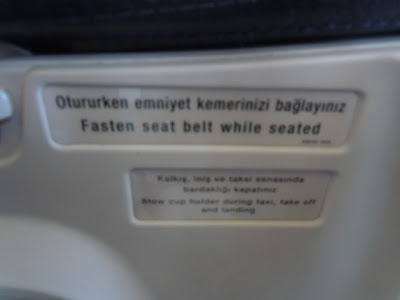 Otururken emniyet kemerinizi bağlayınız
Fasten seat belt while seated
Kalkış, iniş ve taksi esnasında
bardaklığı kapatınız
Stow cup holder during taxi, take off
and landing